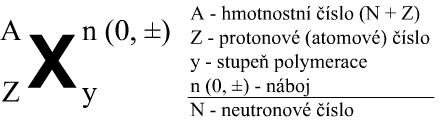 A
Z
X
n (0, ±)
y
A - hmotnostní číslo (N + Z)
Z - protonové (atomové) číslo
y - stupeň polymerace
n (0, ±) - náboj
N - neutronové číslo